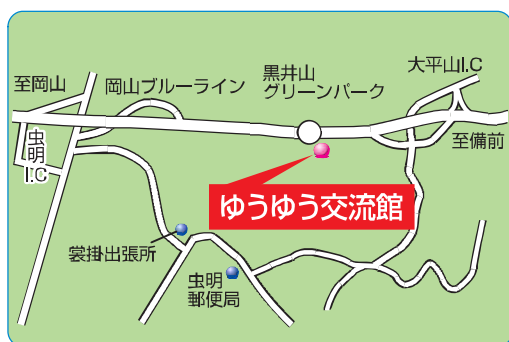 大平山I.C
黒井山
グリーンパーク
至岡山
岡山ブルーライン
至備前
虫明
I.C
ゆうゆう交流館
裳掛出張所
虫明
郵便局